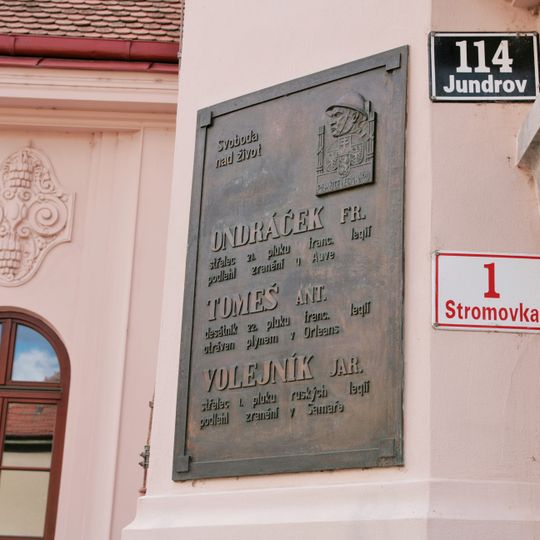 Svoboda
nad život
ONDRÁČEK FR.
střelec 21. pluku franc. legií
podlehl zranění u Auve
TOMEŠ ANT.
desátník 22. pluku franc. legií
otráven plynem v Orleans
VOLEJNÍK JAR.
střelec 1. pluku ruských legií
podlehl zranění v Samaře
114
Jundrov
1
Stromovka